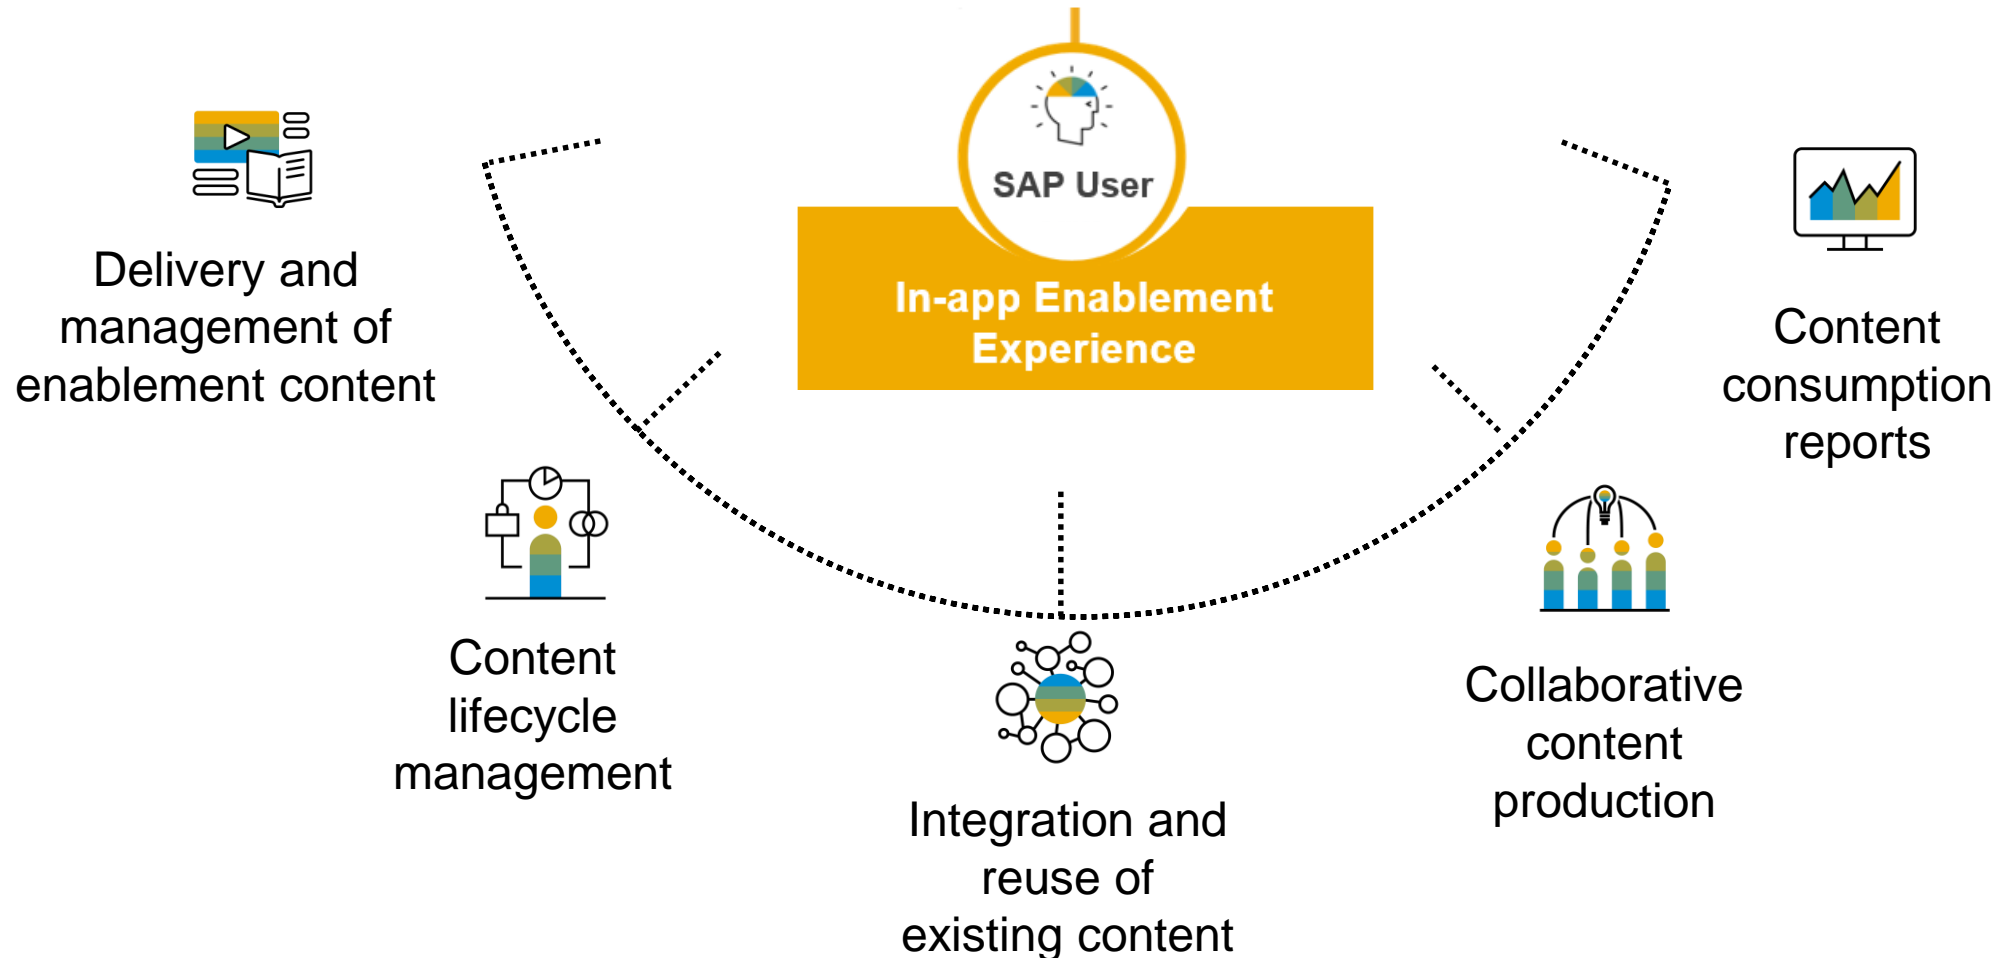 SAP User
In-app Enablement
Experience
Delivery and
management of
enablement content
Content
lifecycle
management
Integration and
reuse of
existing content
Collaborative
content
production
Content
consumption
reports